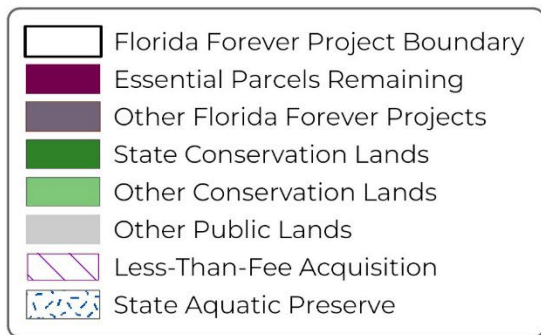 Florida Forever Project Boundary
Essential Parcels Remaining
Other Florida Forever Projects
State Conservation Lands
Other Conservation Lands
Other Public Lands
Less-Than-Fee Acquisition
State Aquatic Preserve